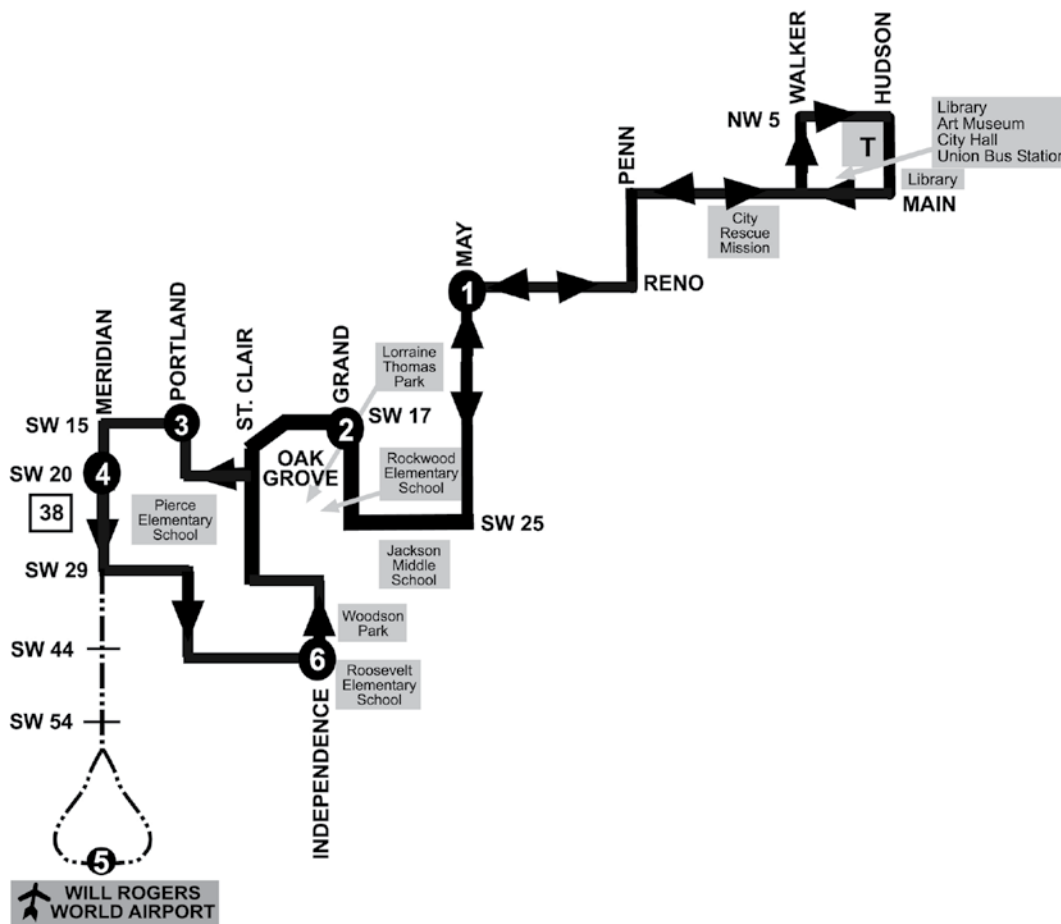 WALKER
HUDSON
NW 5
T
Library
Art Museum
City Hall
Union Bus Station
Library
MAIN
PENN
City
Rescue
Mission
MAY
1
RENO
MERIDIAN
PORTLAND
ST. CLAIR
GRAND
Lorraine
Thomas
Park
SW 15
3
2
SW 17
SW 20
4
OAK
GROVE
Rockwood
Elementary
School
38
Pierce
Elementary
School
SW 25
Jackson
Middle
School
SW 29
Woodson
Park
SW 44
6
Roosevelt
Elementary
School
SW 54
INDEPENDENCE
5
WILL ROGERS
WORLD AIRPORT